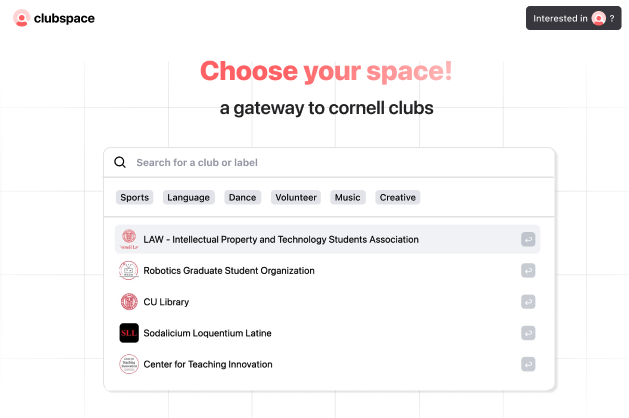 clubspace
Interested in ?
Choose your space!
a gateway to cornell clubs
Search for a club or label
Sports Language Dance Volunteer Music Creative
LAW - Intellectual Property and Technology Students Association
Robotics Graduate Student Organization
CU Library
SLL Sodalicium Loquentium Latine
Center for Teaching Innovation